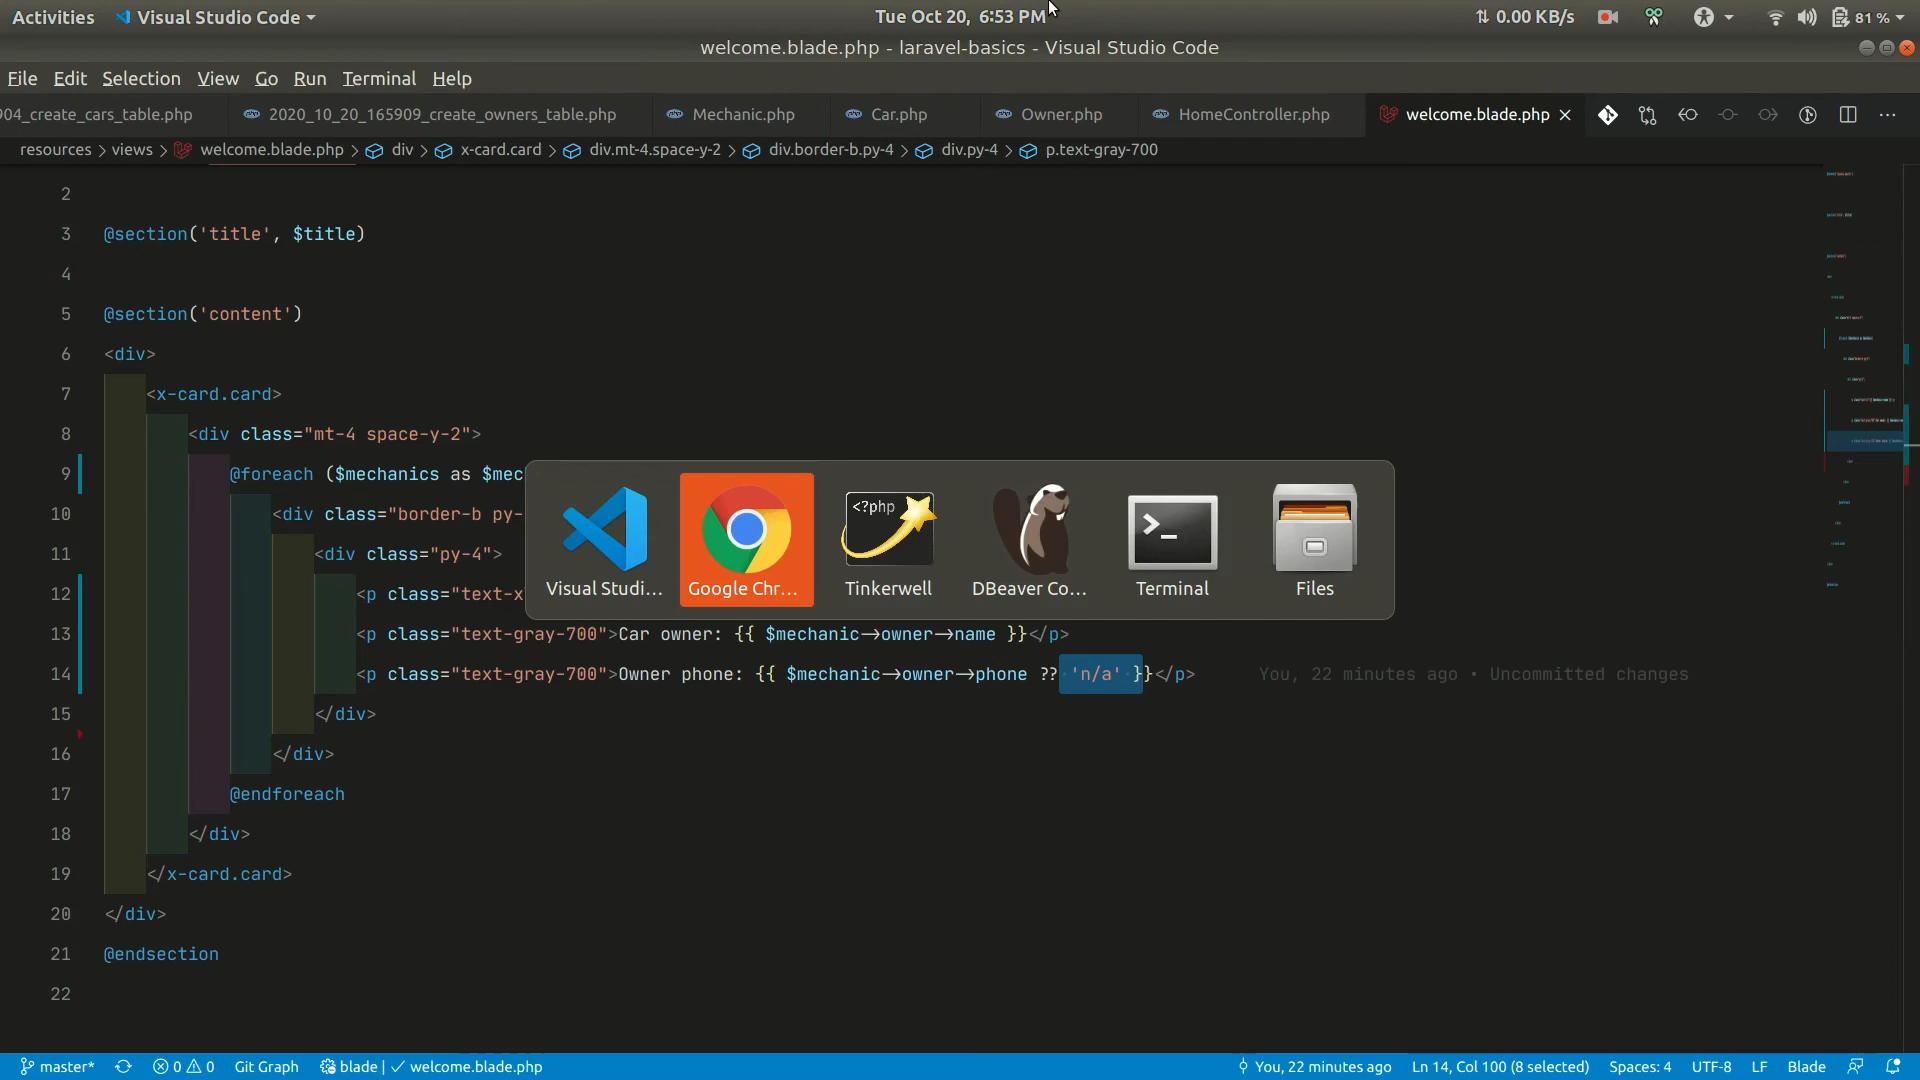 Activities Visual Studio Code Tue Oct 20, 6:53 PM 0.00 KB/s 81 %
welcome.blade.php - laravel-basics - Visual Studio Code
File Edit Selection View Go Run Terminal Help
904_create_cars_table.php 2020_10_20_165909_create_owners_table.php Mechanic.php Car.php Owner.php HomeController.php welcome.blade.php
resources > views > welcome.blade.php > div > x-card.card > div.mt-4.space-y-2 > div.border-b.py-4 > div.py-4 > p.text-gray-700
2
3 @section('title', $title)
4
5 @section('content')
6 <div>
7 <x-card.card>
8 <div class="mt-4 space-y-2">
9 @foreach ($mechanics as $mec
10 <div class="border-b py-
11 <div class="py-4">
12 <p class="text-x
13 <p class="text-gray-700">Car owner: {{ $mechanic->owner->name }}</p>
14 <p class="text-gray-700">Owner phone: {{ $mechanic->owner->phone ?? 'n/a' }}</p> You, 22 minutes ago • Uncommitted changes
15 </div>
16 </div>
17 @endforeach
18 </div>
19 </x-card.card>
20 </div>
21 @endsection
22
<?php
Visual Studi... Google Chr... Tinkerwell DBeaver Co... Terminal Files
master* 0 0 Git Graph blade | ✓ welcome.blade.php You, 22 minutes ago Ln 14, Col 100 (8 selected) Spaces: 4 UTF-8 LF Blade